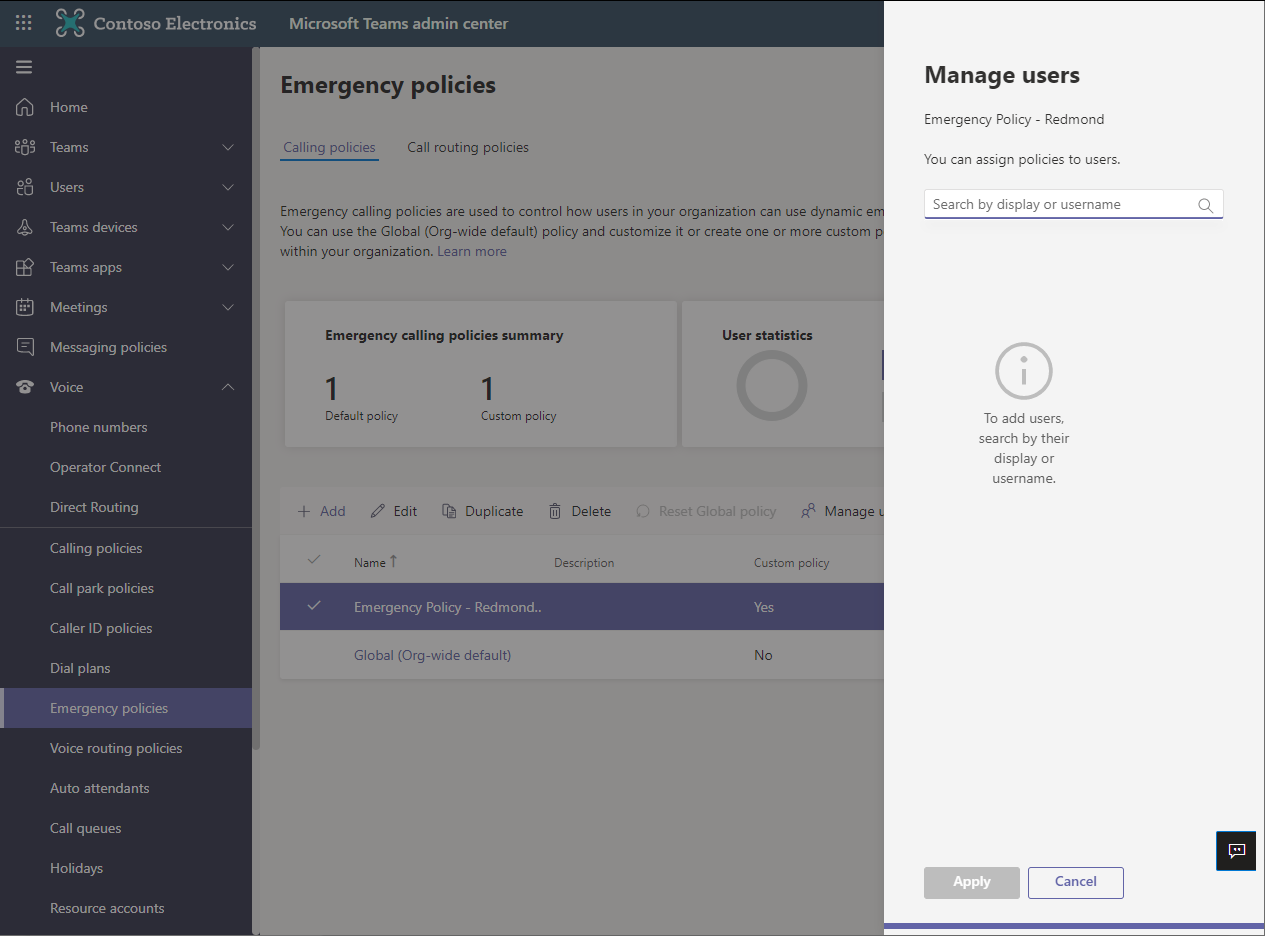 Contoso Electronics
Microsoft Teams admin center
Home
Teams
Users
Teams devices
Teams apps
Meetings
Messaging policies
Voice
Phone numbers
Operator Connect
Direct Routing
Calling policies
Call park policies
Caller ID policies
Dial plans
Emergency policies
Voice routing policies
Auto attendants
Call queues
Holidays
Resource accounts
Emergency policies
Calling policies
Call routing policies
Emergency calling policies are used to control how users in your organization can use dynamic em
You can use the Global (Org-wide default) policy and customize it or create one or more custom p
within your organization. Learn more
Emergency calling policies summary
1
Default policy
1
Custom policy
User statistics
Add
Edit
Duplicate
Delete
Reset Global policy
Manage u
Name ↑
Description
Custom policy
Emergency Policy - Redmond..
Yes
Global (Org-wide default)
No
Manage users
Emergency Policy - Redmond
You can assign policies to users.
Search by display or username
To add users,
search by their
display or
username.
Apply
Cancel